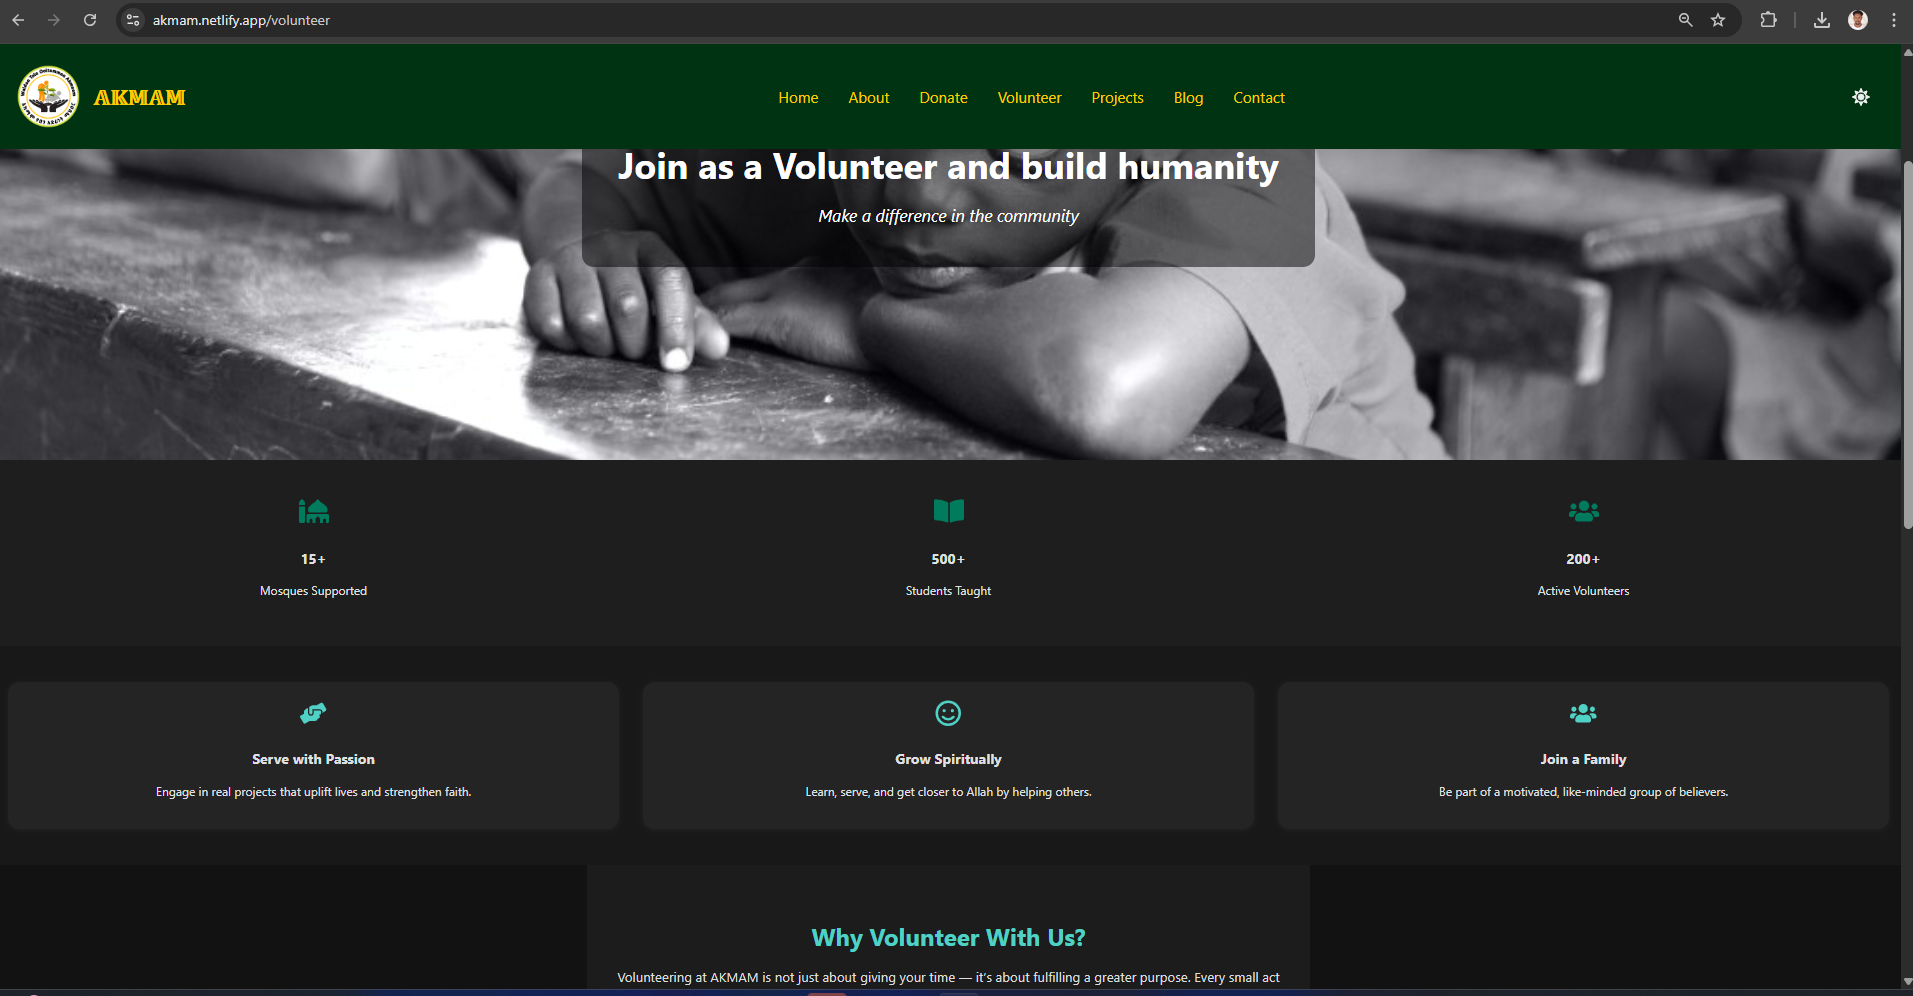 akmam.netlify.app/volunteer
AKMAM
Home About Donate Volunteer Projects Blog Contact
Join as a Volunteer and build humanity
Make a difference in the community
15+ 500+ 200+
Mosques Supported Students Taught Active Volunteers
Serve with Passion Grow Spiritually Join a Family
Engage in real projects that uplift lives and strengthen faith. Learn, serve, and get closer to Allah by helping others. Be part of a motivated, like-minded group of believers.
Why Volunteer With Us?
Volunteering at AKMAM is not just about giving your time — it's about fulfilling a greater purpose. Every small act